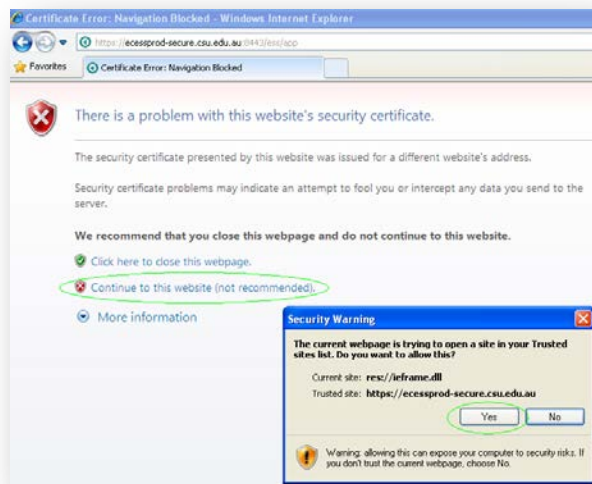 Certificate Error: Navigation Blocked - Windows Internet Explorer
https://ecessprod-secure.csu.edu.au:8443/ess/app
Favorites
Certificate Error: Navigation Blocked
There is a problem with this website's security certificate.
The security certificate presented by this website was issued for a different website's address.
Security certificate problems may indicate an attempt to fool you or intercept any data you send to the
server.
We recommend that you close this webpage and do not continue to this website.
Click here to close this webpage.
Continue to this website (not recommended).
More information
Security Warning
The current webpage is trying to open a site in your Trusted
sites list. Do you want to allow this?
Current site: res://ieframe.dll
Trusted site: https://ecessprod-secure.csu.edu.au
Yes
No
Warning: allowing this can expose your computer to security risks. If
you don't trust the current webpage, choose No.